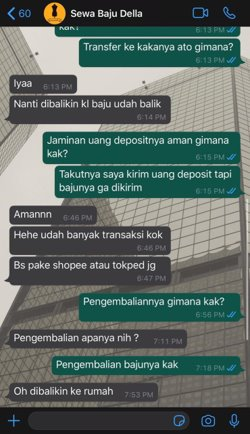 60
Sewa Baju Della
kak?
6:13 PM
Transfer ke kakanya ato gimana?
6:13 PM
Iyaa
6:13 PM
Nanti dibalikin kl baju udah balik
6:14 PM
Jaminan uang depositnya aman gimana
kak?
6:15 PM
Takutnya saya kirim uang deposit tapi
bajunya ga dikirim
6:15 PM
Amannn
6:46 PM
Hehe udah banyak transaksi kok
6:46 PM
Bs pake shopee atau tokped jg
6:47 PM
Pengembaliannya gimana kak?
6:56 PM
Pengembalian apanya nih ?
7:11 PM
Pengembalian bajunya kak
7:18 PM
Oh dibalikin ke rumah
7:53 PM